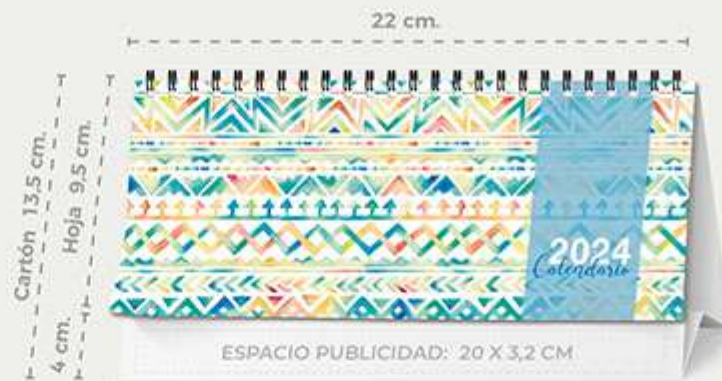 22 cm.
Cartón 13,5 cm.
Hoja 9,5 cm.
4 cm.
2024
Calendario
ESPACIO PUBLICIDAD: 20 X 3,2 CM